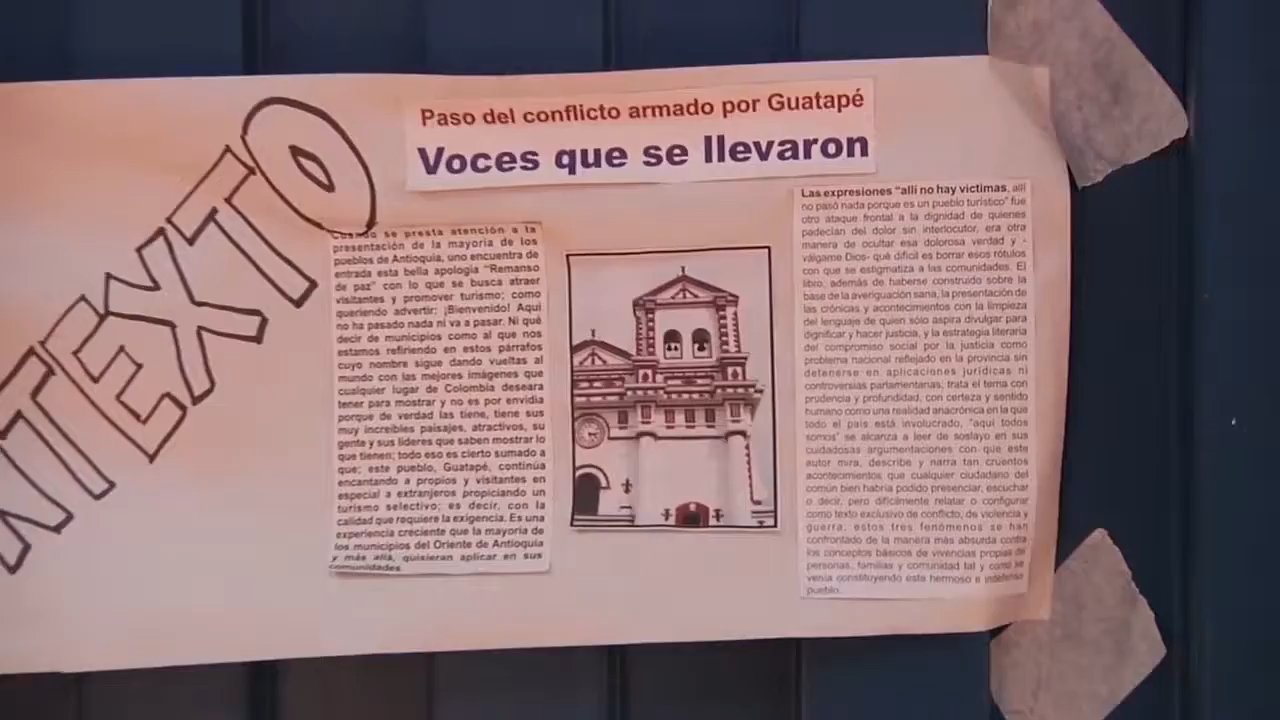 NTEXTO
Paso del conflicto armado por Guatapé
Voces que se llevaron
Cuando se presta atención a la
presentación de la mayoría de los
pueblos de Antioquia, uno encuentra de
entrada esta bella apología "Remanso
de paz" con lo que se busca atraer
visitantes y promover turismo; como
queriendo advertir: ¡Bienvenido! Aquí
no ha pasado nada ni va a pasar. Ni qué
decir de municipios como al que nos
estamos refiriendo en estos párrafos
cuyo nombre sigue dando vueltas al
mundo con las mejores imágenes que
cualquier lugar de Colombia deseara
tener para mostrar y no es por envidia
porque de verdad las tiene, tiene sus
muy increíbles paisajes, atractivos, su
gente y sus líderes que saben mostrar lo
que tienen; todo eso es cierto sumado a
que; este pueblo, Guatapé, continúa
encantando a propios y visitantes en
especial a extranjeros propiciando un
turismo selectivo; es decir, con la
calidad que requiere la exigencia. Es una
experiencia creciente que la mayoría de
los municipios del Oriente de Antioquia
y más allá, quisieran aplicar en sus
comunidades.
Las expresiones "allí no hay víctimas, allí
no pasó nada porque es un pueblo turístico" fue
otro ataque frontal a la dignidad de quienes
padecían del dolor sin interlocutor, era otra
manera de ocultar esa dolorosa verdad y -
válgame Dios- qué difícil es borrar esos rótulos
con que se estigmatiza a las comunidades. El
libro, además de haberse construido sobre la
base de la averiguación sana, la presentación de
las crónicas y acontecimientos con la limpieza
del lenguaje de quien sólo aspira divulgar para
dignificar y hacer justicia, y la estrategia literaria
del compromiso social por la justicia como
problema nacional reflejado en la provincia sin
detenerse en aplicaciones jurídicas ni
controversias parlamentarias, trata el tema con
prudencia y profundidad, con certeza y sentido
humano como una realidad anacrónica en la que
todo el país está involucrado, "aquí todos
somos" se alcanza a leer de soslayo en sus
cuidadosas argumentaciones con que este
autor mira, describe y narra tan cruentos
acontecimientos que cualquier ciudadano del
común bien habría podido presenciar, escuchar
o decir, pero difícilmente relatar o configurar
como texto exclusivo de conflicto, de violencia y
guerra; estos tres fenómenos se han
confrontado de la manera más absurda contra
los conceptos básicos de vivencias propias de
personas, familias y comunidad tal y como se
venía constituyendo este hermoso e indefenso
pueblo.